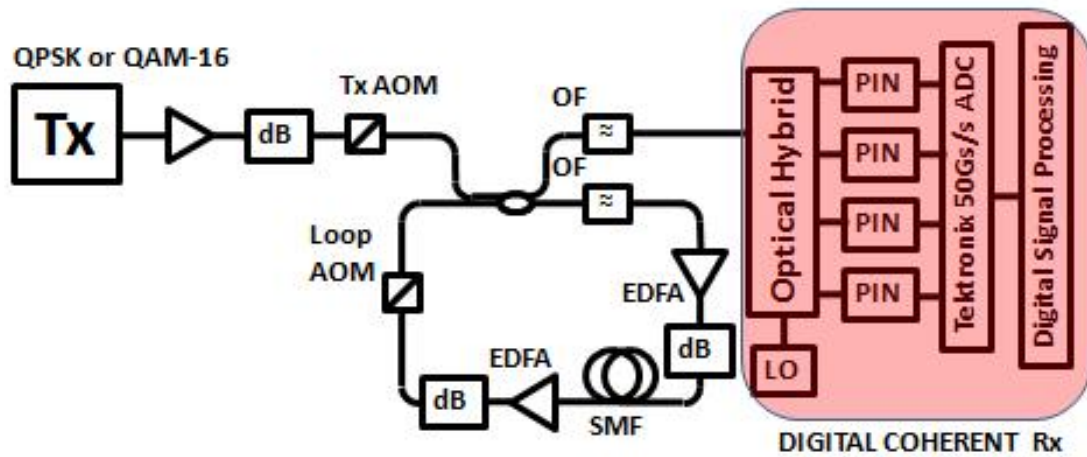 QPSK or QAM-16
Tx
dB
Tx AOM
OF
≈
OF
≈
Loop
AOM
EDFA
dB
SMF
EDFA
dB
Optical Hybrid
LO
PIN
PIN
PIN
PIN
Tektronix 50Gs/s ADC
Digital Signal Processing
DIGITAL COHERENT Rx